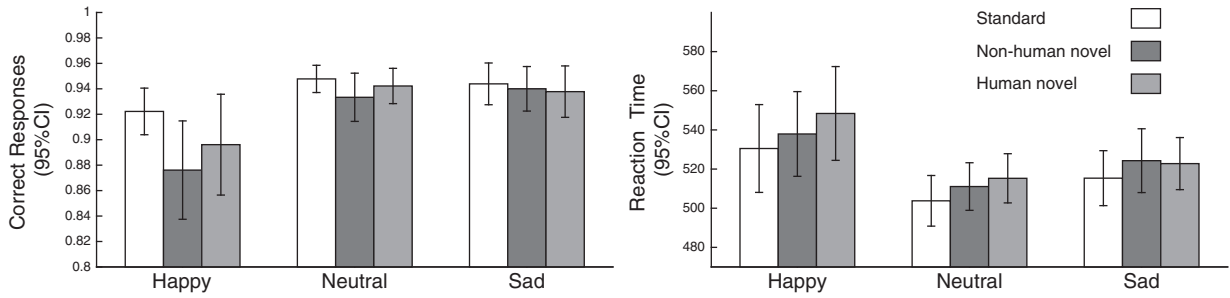 Correct Responses
(95%CI)
1
0.98
0.96
0.94
0.92
0.9
0.88
0.86
0.84
0.82
0.8
Happy
Neutral
Sad
Reaction Time
(95%CI)
580
560
540
520
500
480
Happy
Neutral
Sad
Standard
Non-human novel
Human novel